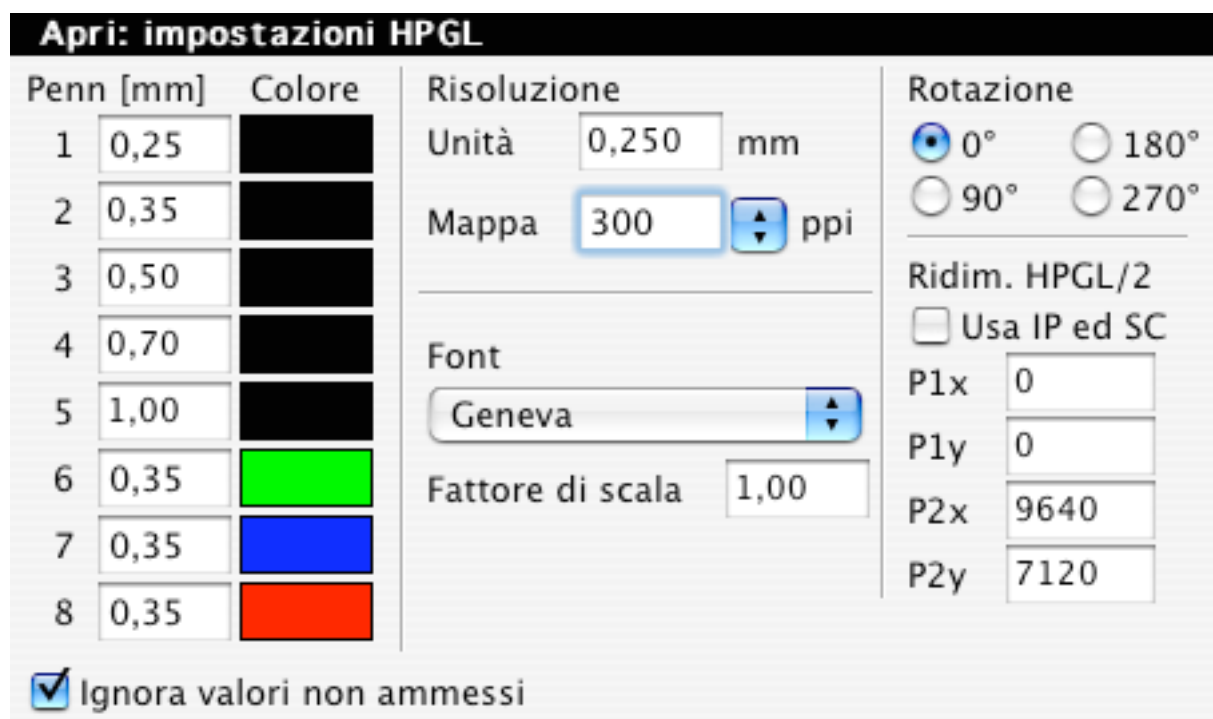 Apri: impostazioni HPGL
Penn [mm] Colore
1 0,25
2 0,35
3 0,50
4 0,70
5 1,00
6 0,35
7 0,35
8 0,35
Ignora valori non ammessi
Risoluzione
Unità 0,250 mm
Mappa 300 ppi
Font
Geneva
Fattore di scala 1,00
Rotazione
0° 180°
90° 270°
Ridim. HPGL/2
Usa IP ed SC
P1x 0
P1y 0
P2x 9640
P2y 7120